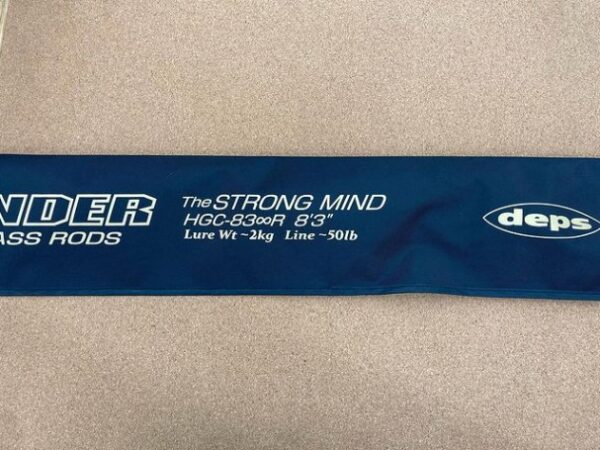 NDER
ASS RODS
The STRONG MIND
HGC-83∞R 8'3"
Lure Wt ~2kg Line ~50lb
deps